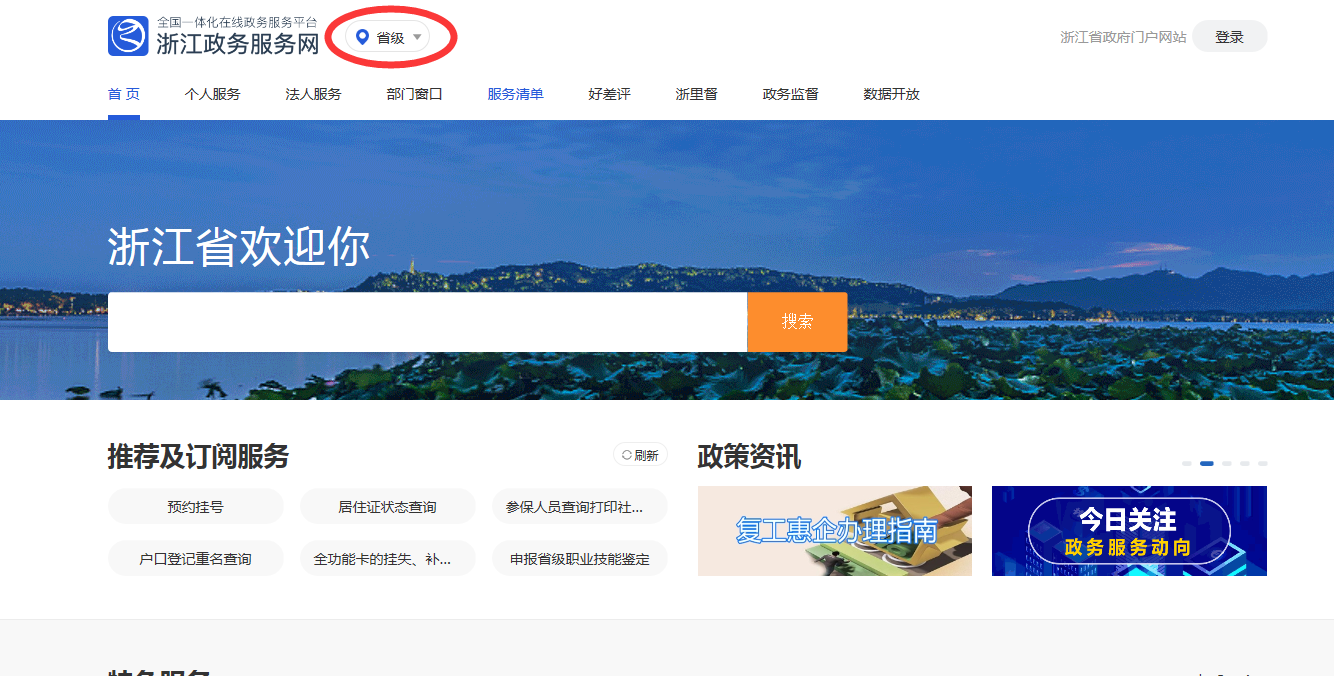 全国一体化在线政务服务平台
浙江政务服务网
省级
浙江省政府门户网站
登录
首 页
个人服务
法人服务
部门窗口
服务清单
好差评
浙里督
政务监督
数据开放
浙江省欢迎你
搜索
推荐及订阅服务
刷新
政策资讯
预约挂号
居住证状态查询
参保人员查询打印社...
户口登记重名查询
全功能卡的挂失、补...
申报省级职业技能鉴定
复工惠企办理指南
今日关注
政务服务动向